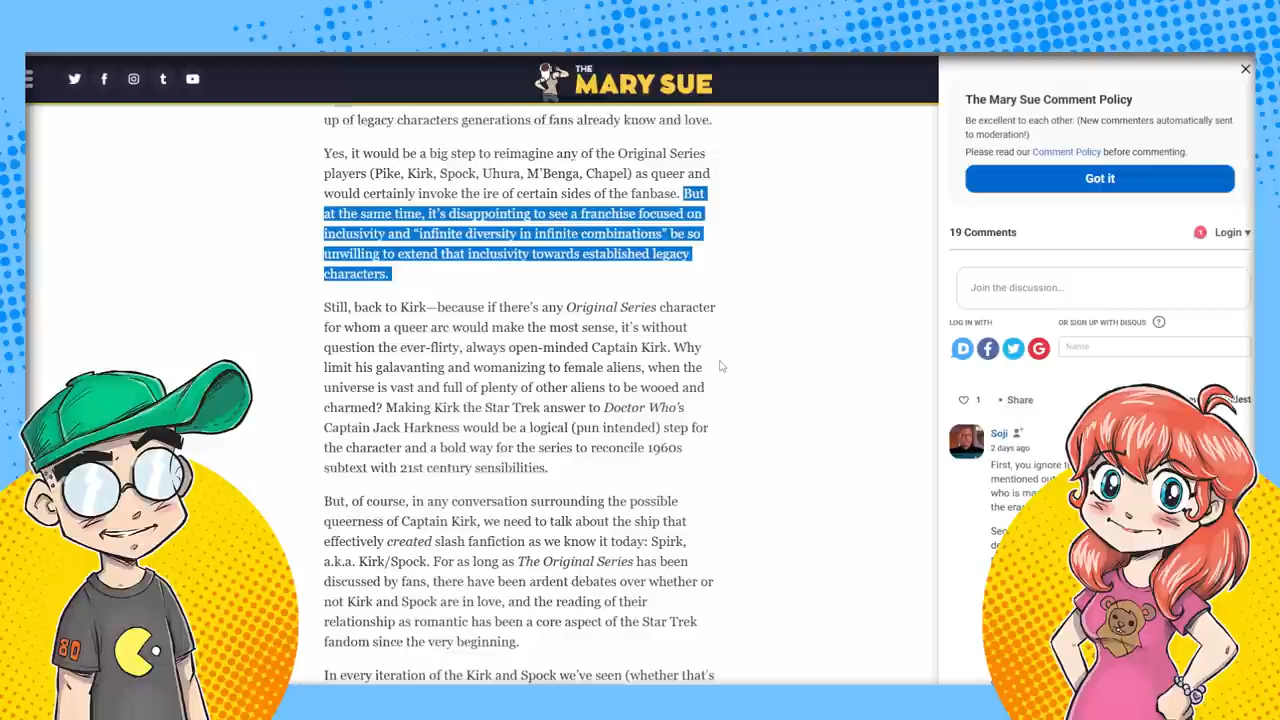 THE
MARY SUE
up of legacy characters generations of fans already know and love.
Yes, it would be a big step to reimagine any of the Original Series
players (Pike, Kirk, Spock, Uhura, M’Benga, Chapel) as queer and
would certainly invoke the ire of certain sides of the fanbase. But
at the same time, it’s disappointing to see a franchise focused on
inclusivity and “infinite diversity in infinite combinations” be so
unwilling to extend that inclusivity towards established legacy
characters.
Still, back to Kirk—because if there’s any Original Series character
for whom a queer arc would make the most sense, it’s without
question the ever-flirty, always open-minded Captain Kirk. Why
limit his galavanting and womanizing to female aliens, when the
universe is vast and full of plenty of other aliens to be wooed and
charmed? Making Kirk the Star Trek answer to Doctor Who’s
Captain Jack Harkness would be a logical (pun intended) step for
the character and a bold way for the series to reconcile 1960s
subtext with 21st century sensibilities.
But, of course, in any conversation surrounding the possible
queerness of Captain Kirk, we need to talk about the ship that
effectively created slash fanfiction as we know it today: Spirk,
a.k.a. Kirk/Spock. For as long as The Original Series has been
discussed by fans, there have been ardent debates over whether or
not Kirk and Spock are in love, and the reading of their
relationship as romantic has been a core aspect of the Star Trek
fandom since the very beginning.
In every iteration of the Kirk and Spock we’ve seen (whether that’s
The Mary Sue Comment Policy
Be excellent to each other. (New commenters automatically sent
to moderation!)
Please read our Comment Policy before commenting.
Got it
19 Comments
1
Login
Join the discussion...
LOG IN WITH
OR SIGN UP WITH DISQUS ?
D f G
Name
1 • Share
Soji
2 days ago
First, you ignore
mentioned
who is
the
80